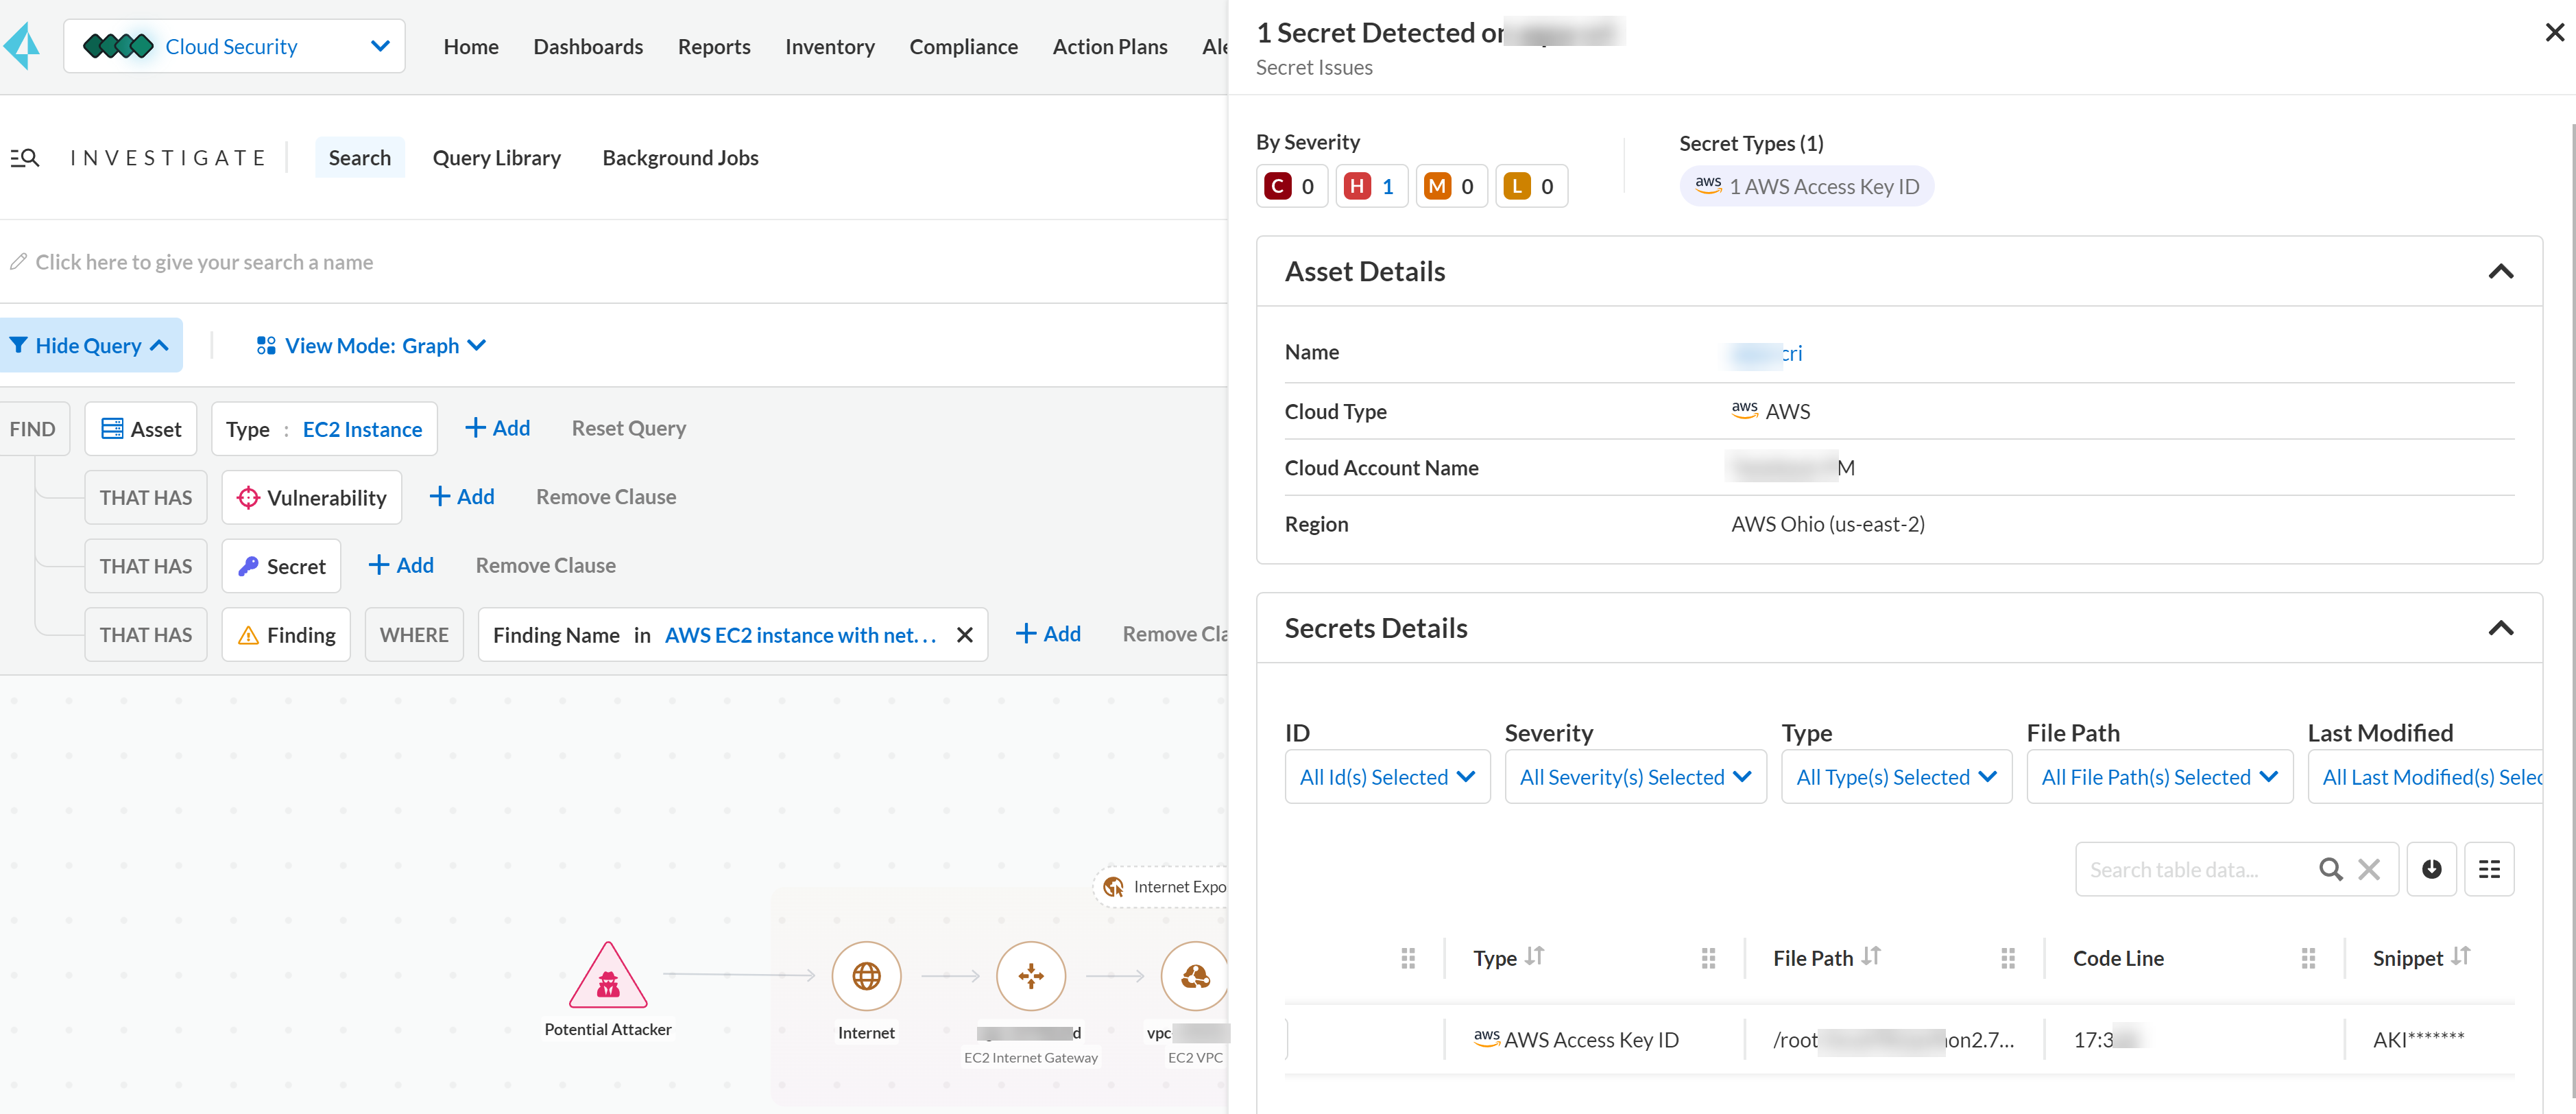 Cloud Security
Home Dashboards Reports Inventory Compliance Action Plans Ale
INVESTIGATE Search Query Library Background Jobs
Click here to give your search a name
Hide Query View Mode: Graph
FIND Asset Type : EC2 Instance + Add Reset Query
THAT HAS Vulnerability + Add Remove Clause
THAT HAS Secret + Add Remove Clause
THAT HAS Finding WHERE Finding Name in AWS EC2 instance with net... + Add Remove Cla
Internet Expo
Potential Attacker
Internet
d
EC2 Internet Gateway
vpc
EC2 VPC
1 Secret Detected on
Secret Issues
By Severity
C 0 H 1 M 0 L 0
Secret Types (1)
aws 1 AWS Access Key ID
Asset Details
Name cri
Cloud Type aws AWS
Cloud Account Name M
Region AWS Ohio (us-east-2)
Secrets Details
ID Severity Type File Path Last Modified
All Id(s) Selected All Severity(s) Selected All Type(s) Selected All File Path(s) Selected All Last Modified(s) Selec
Search table data...
Type File Path Code Line Snippet
aws AWS Access Key ID /root on2.7... 17:3 AKI*******